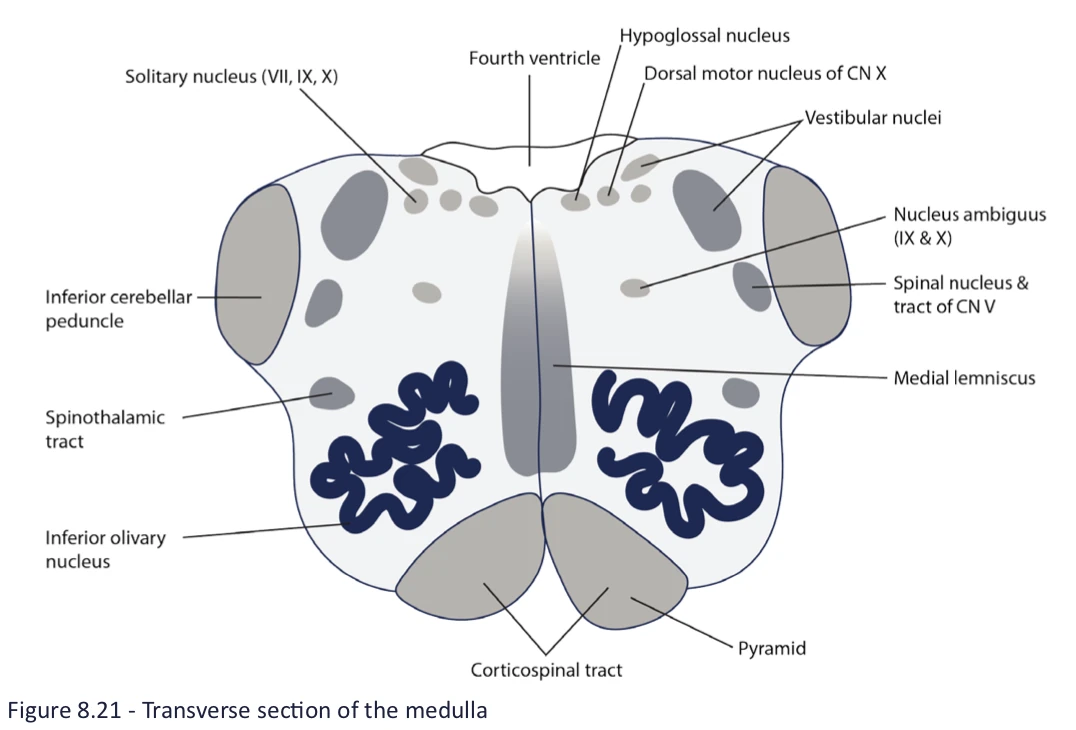 Hypoglossal nucleus
Fourth ventricle
Dorsal motor nucleus of CN X
Solitary nucleus (VII, IX, X)
Vestibular nuclei
Nucleus ambiguus
(IX & X)
Inferior cerebellar
peduncle
Spinal nucleus &
tract of CN V
Medial lemniscus
Spinothalamic
tract
Inferior olivary
nucleus
Pyramid
Corticospinal tract
Figure 8.21 - Transverse section of the medulla